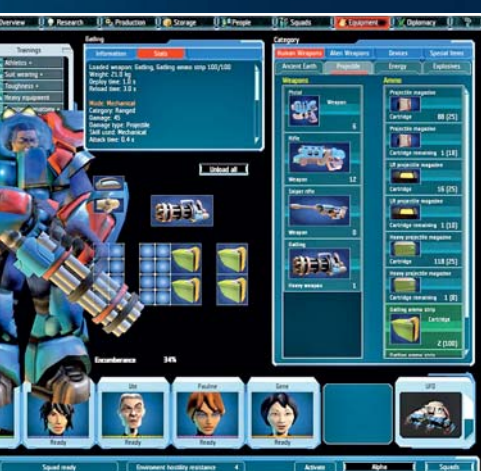 Overview
Research
Production
Storage
People
Squads
Equipment
Diplomacy
?
Trainings
Athletics +
Suit wearing +
Toughness +
Heavy equipment
Gatling
Information
Stats
Loaded weapon: Gatling, Gatling ammo strip 100/100
Weight: 21.0 kg
Deploy time: 1.0 s
Reload time: 3.0 s
Mode: Mechanical
Category: Ranged
Damage: 45
Damage type: Projectile
Skill used: Mechanical
Attack time: 0.4 s
Unload all
Encumberance 34%
Category
Human Weapons
Alien Weapons
Devices
Special Items
Ancient Earth
Projectile
Energy
Explosives
Weapons
Pistol
Weapon
6
Rifle
Weapon 12
Sniper rifle
Weapon 0
Gatling
Heavy weapon 1
Ammo
Projectile magazine
Cartridge 88 [25]
Projectile magazine
Cartridge remaining 1 [18]
LR projectile magazine
Cartridge 16 [25]
LR projectile magazine
Cartridge remaining 1 [18]
Heavy projectile magazine
Cartridge 118 [25]
Heavy projectile magazine
Cartridge remaining 1 [8]
Gatling ammo strip
Cartridge
2 [100]
Gatling ammo strip
Ready
Ute
Ready
Pauline
Ready
Gene
Ready
UFO
Squad ready
Environment hostility resistance 4
Activate
Alpha
Squads